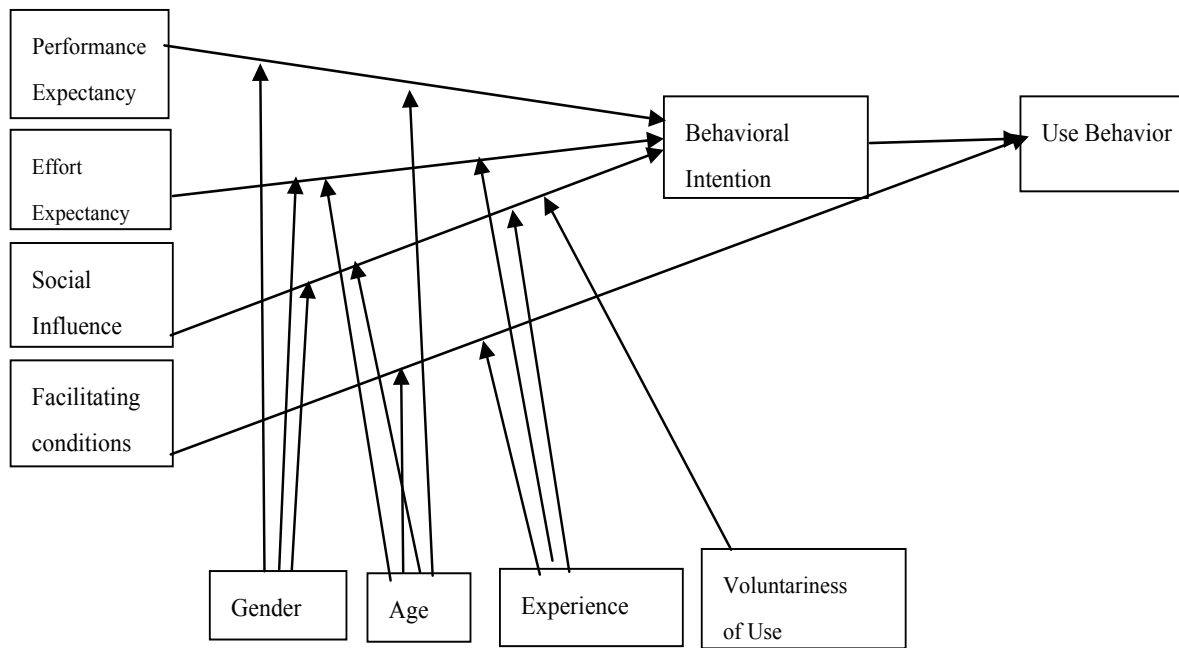 Performance
Expectancy
Effort
Expectancy
Social
Influence
Facilitating
conditions
Behavioral
Intention
Use Behavior
Gender
Age
Experience
Voluntariness
of Use